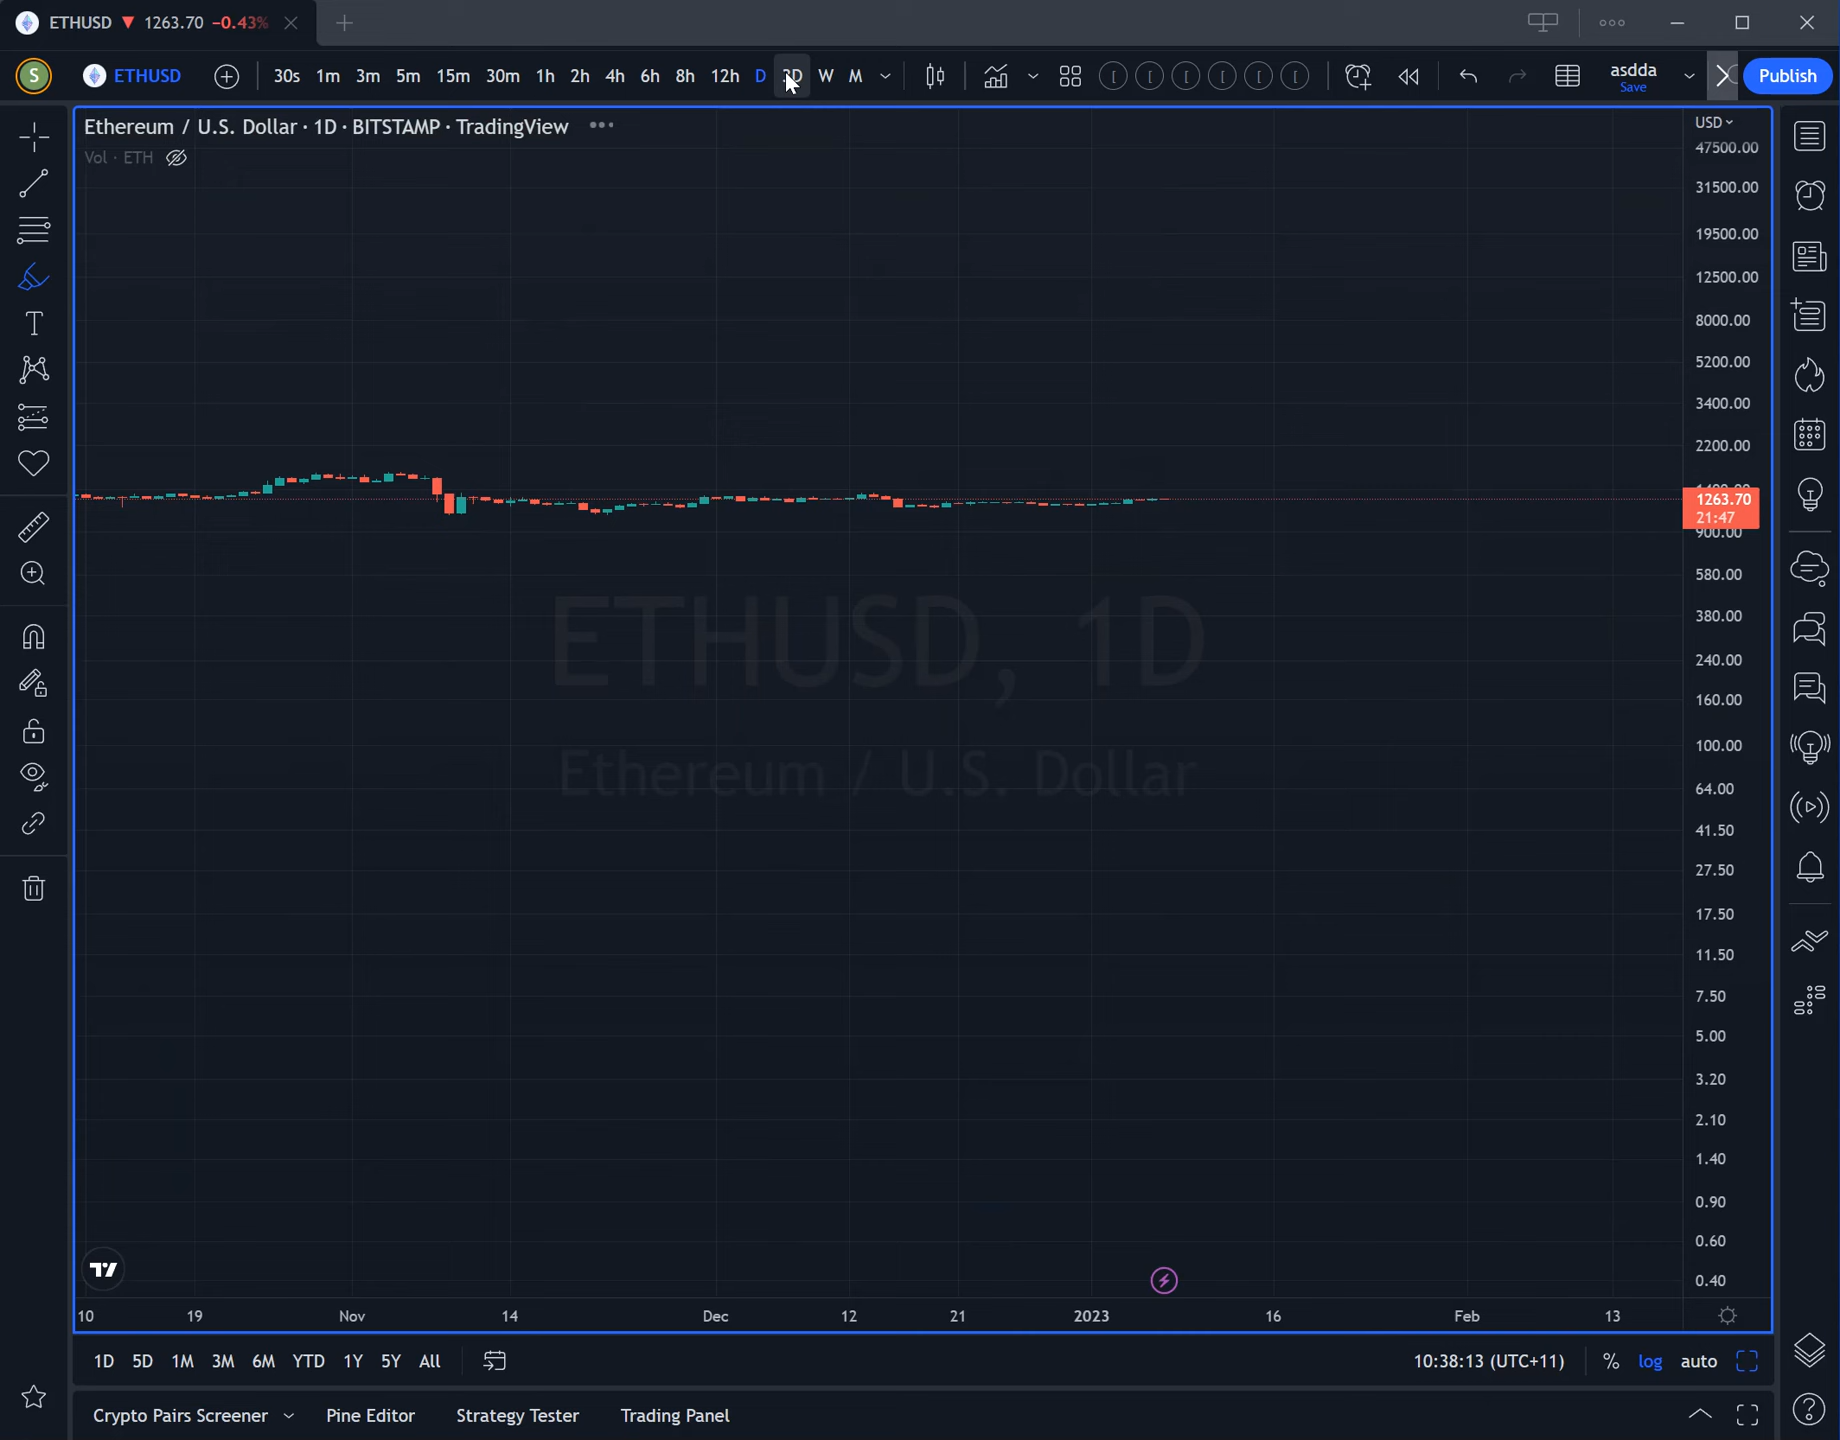 ETHUSD ▼ 1263.70 −0.43%
S ETHUSD 30s 1m 3m 5m 15m 30m 1h 2h 4h 6h 8h 12h D W M asdda Publish
Save
Ethereum / U.S. Dollar · 1D · BITSTAMP · TradingView
Vol · ETH
USD
47500.00
31500.00
19500.00
12500.00
8000.00
5200.00
3400.00
2200.00
1263.70
21:47
900.00
580.00
380.00
240.00
160.00
100.00
64.00
41.50
27.50
17.50
11.50
7.50
5.00
3.20
2.10
1.40
0.90
0.60
0.40
ETHUSD, 1D
Ethereum / U.S. Dollar
10 19 Nov 14 Dec 12 21 2023 16 Feb 13
1D 5D 1M 3M 6M YTD 1Y 5Y All 10:38:13 (UTC+11) % log auto
Crypto Pairs Screener Pine Editor Strategy Tester Trading Panel